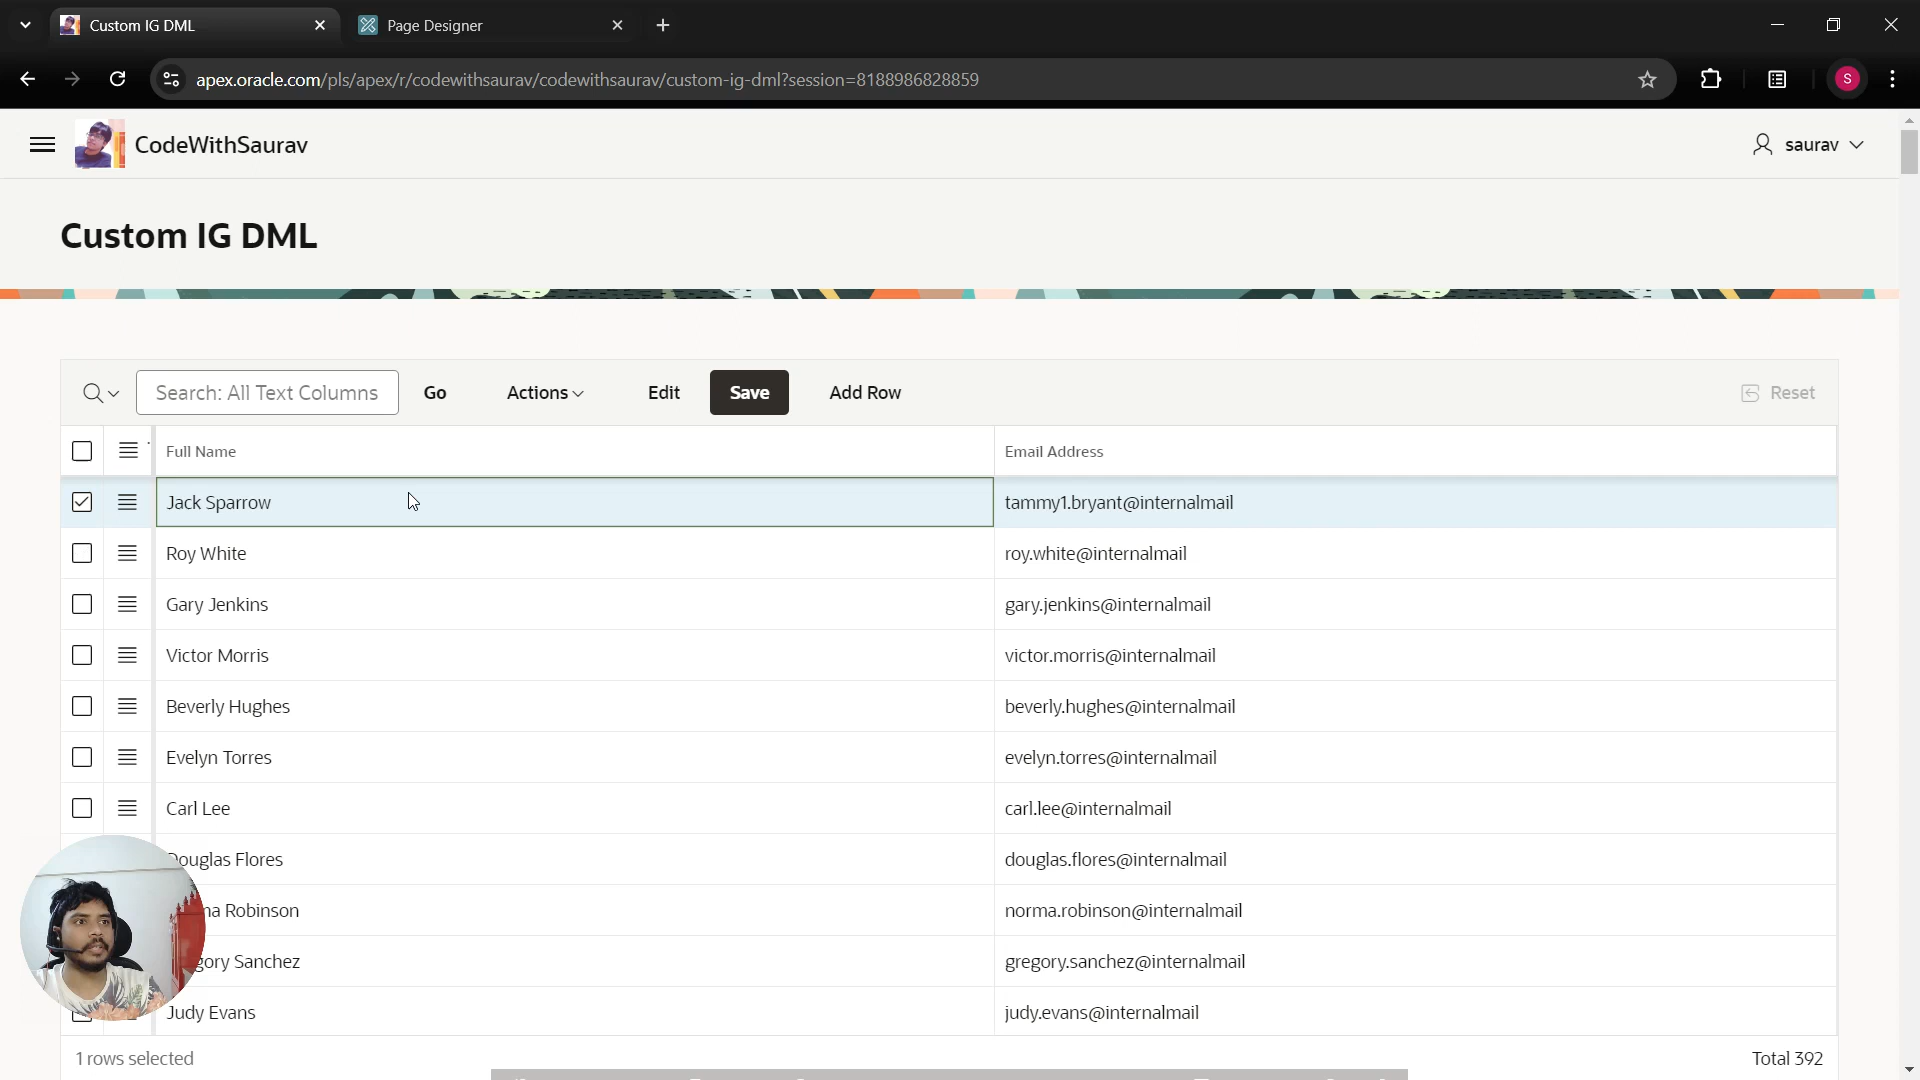 Custom IG DML
Page Designer
apex.oracle.com/pls/apex/r/codewithsaurav/codewithsaurav/custom-ig-dml?session=8188986828859
S
CodeWithSaurav
saurav
Custom IG DML
Search: All Text Columns
Go
Actions
Edit
Save
Add Row
Reset
Full Name
Email Address
Jack Sparrow
tammy1.bryant@internalmail
Roy White
roy.white@internalmail
Gary Jenkins
gary.jenkins@internalmail
Victor Morris
victor.morris@internalmail
Beverly Hughes
beverly.hughes@internalmail
Evelyn Torres
evelyn.torres@internalmail
Carl Lee
carl.lee@internalmail
Douglas Flores
douglas.flores@internalmail
Robinson
norma.robinson@internalmail
Sanchez
gregory.sanchez@internalmail
Judy Evans
judy.evans@internalmail
1 rows selected
Total 392